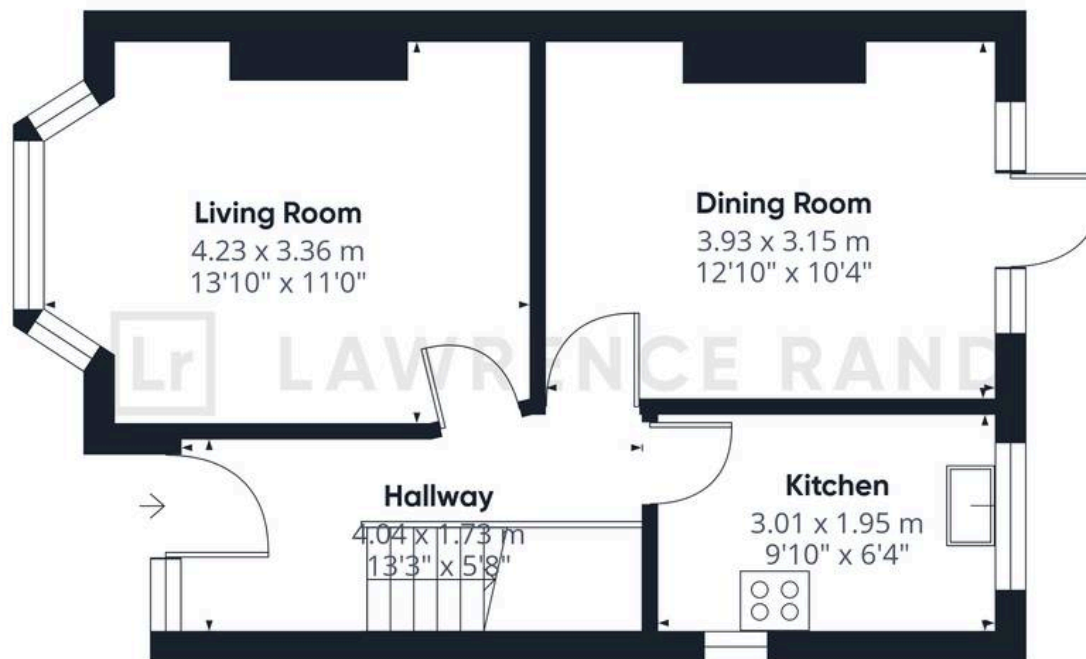 Living Room
4.23 x 3.36 m
13'10" x 11'0"
Dining Room
3.93 x 3.15 m
12'10" x 10'4"
Lr LAWRENCE RAND
Hallway
4.04 x 1.73 m
13'3" x 5'8"
Kitchen
3.01 x 1.95 m
9'10" x 6'4"